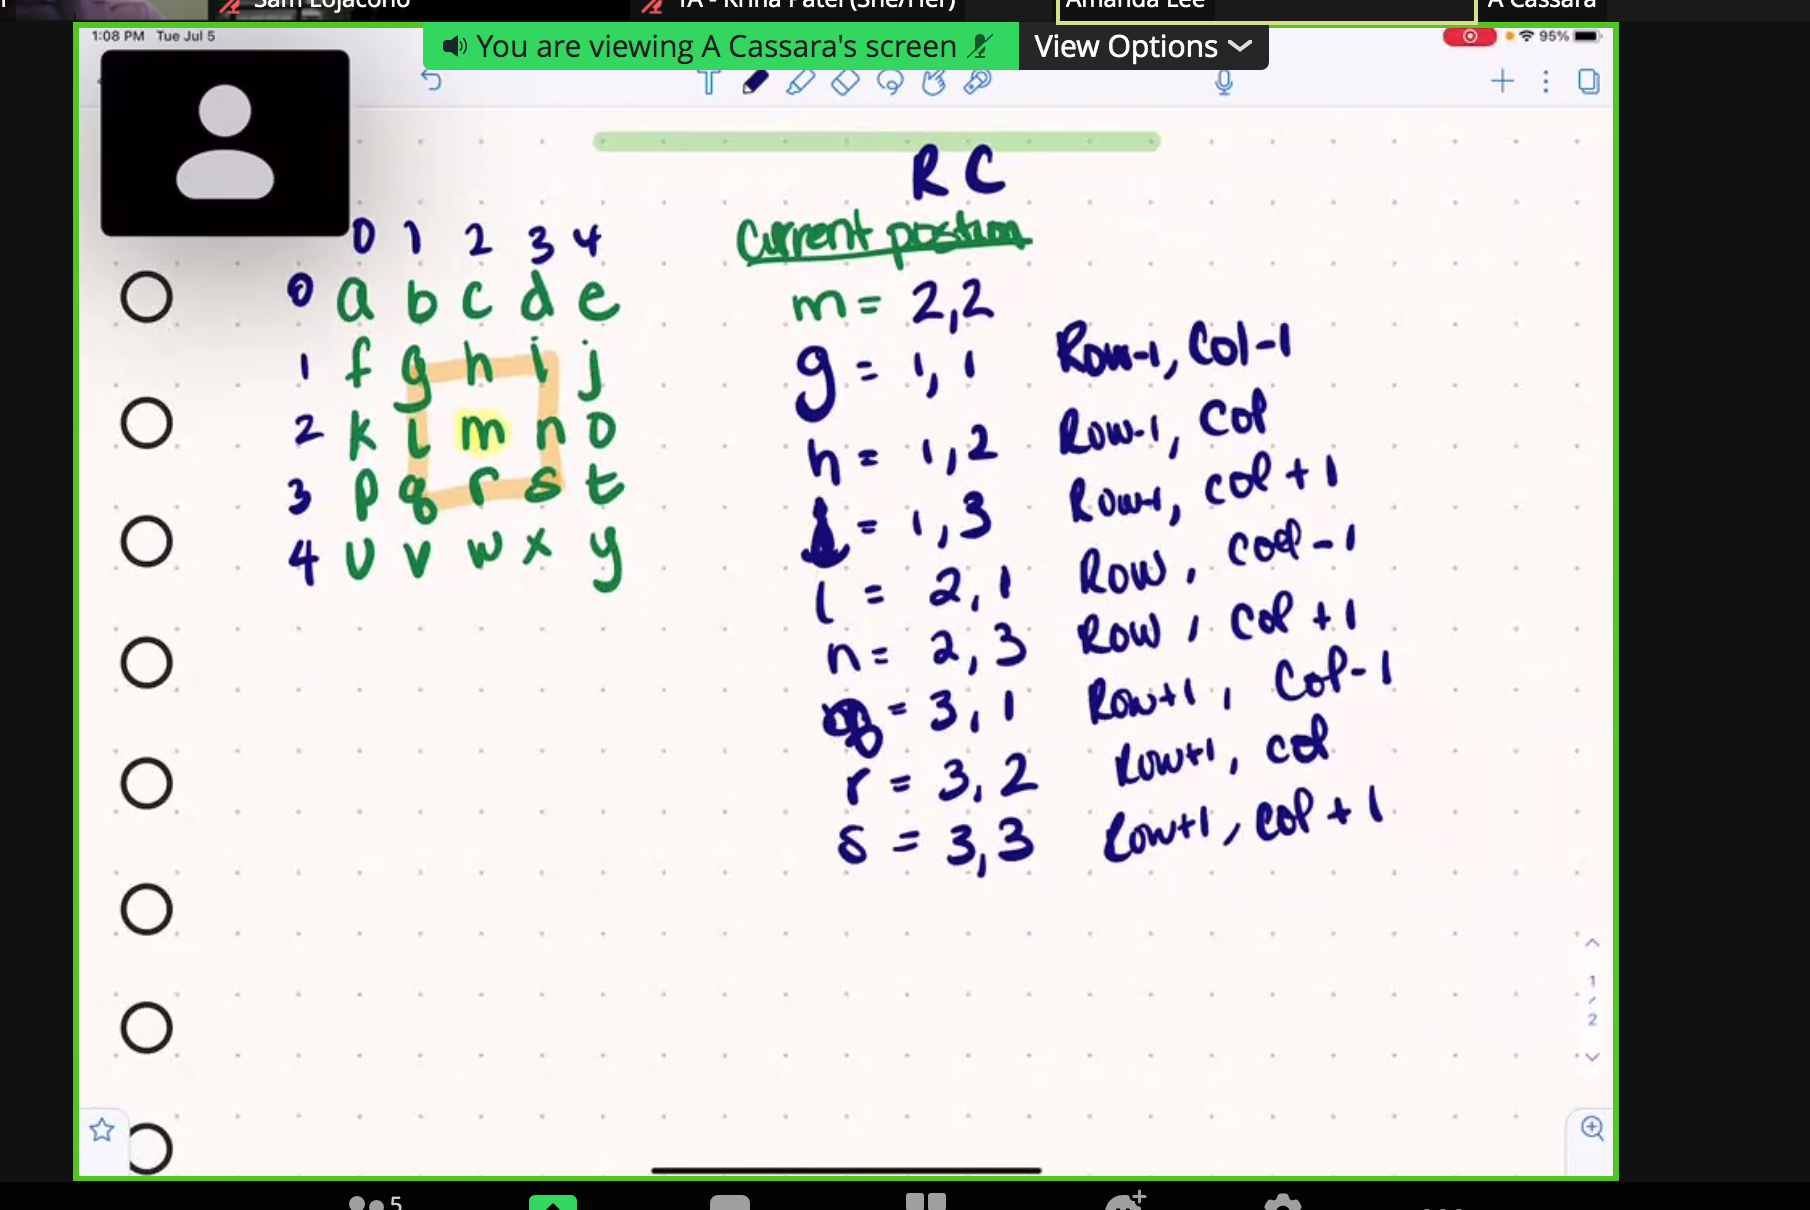 Sam Lojacono
TA - Krina Patel (She/Her)
Amanda Lee
A Cassara
1:08 PM Tue Jul 5
You are viewing A Cassara's screen
View Options
95%
R C
Current position
0 1 2 3 4
0 a b c d e
1 f g h i j
2 k l m n o
3 p q r s t
4 u v w x y
m = 2,2
g = 1,1 Row-1, Col-1
h = 1,2 Row-1, Col
i = 1,3 Row-1, col+1
l = 2,1 Row, col-1
n = 2,3 Row, col+1
q = 3,1 Row+1, Col-1
r = 3,2 Row+1, col
s = 3,3 Row+1, col+1
1
2
5